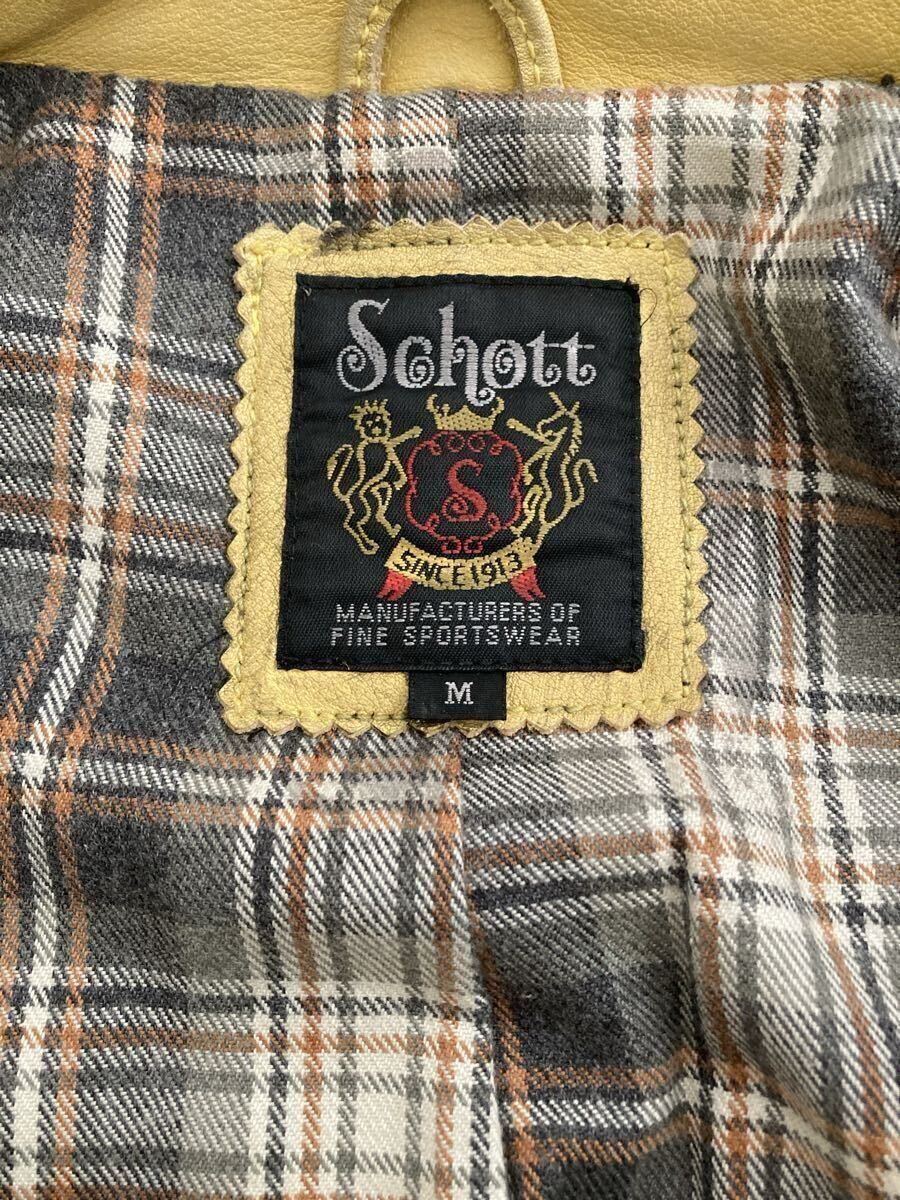 Schott
S
SINCE 1913
MANUFACTURERS OF
FINE SPORTSWEAR
M